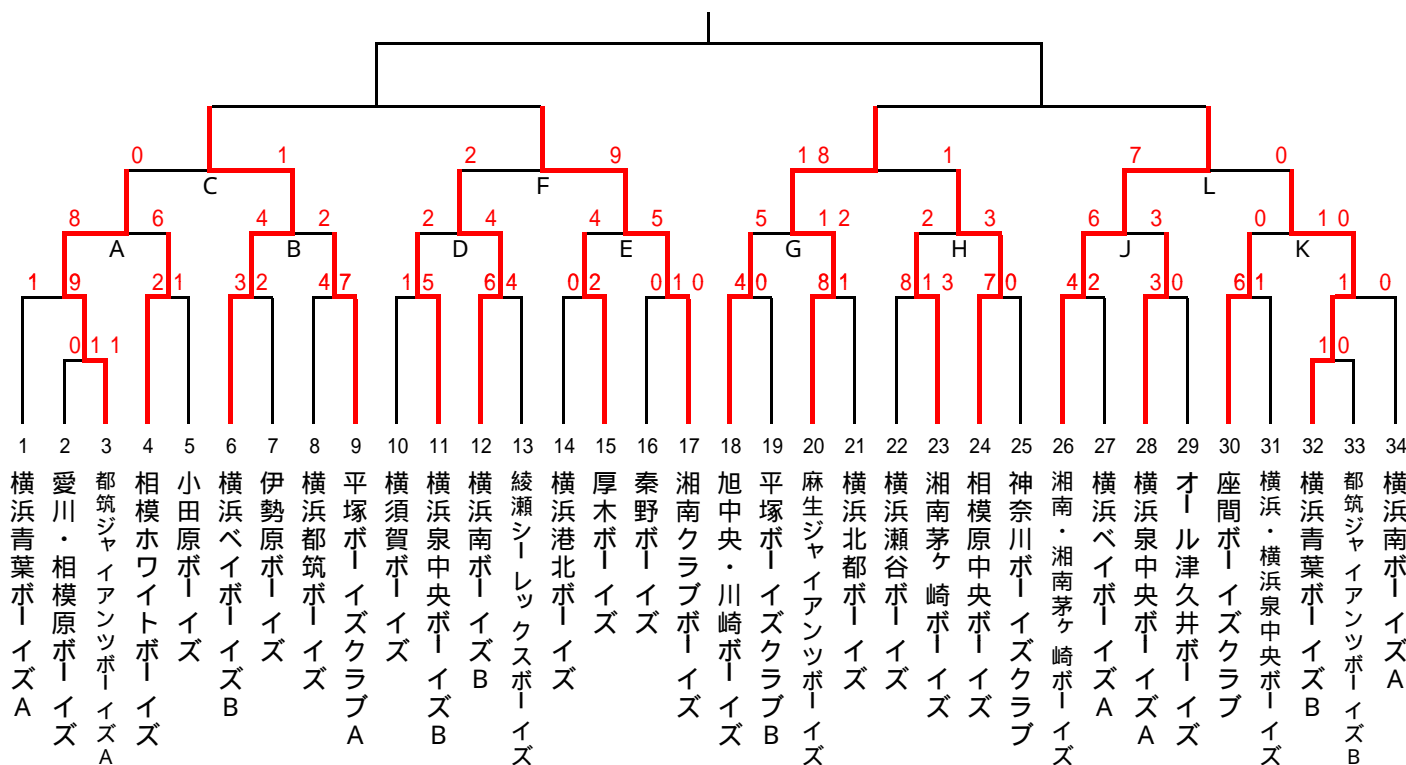 0 1 2 9 1 8 1 7 0
C F L
8 6 4 2 2 4 4 5 5 1 2 2 3 6 3 0 1 0
A B D E G H J K
1 9 2 1 3 2 4 7 1 5 6 4 0 2 0 1 0 4 0 8 1 8 1 3 7 0 4 2 3 0 6 1 1 0
0 1 1 1 0
1 2 3 4 5 6 7 8 9 10 11 12 13 14 15 16 17 18 19 20 21 22 23 24 25 26 27 28 29 30 31 32 33 34
横浜青葉ボーイズA
愛川・相模原ボーイズ
都筑ジャイアンツボーイズA
相模ホワイトボーイズ
小田原ボーイズ
横浜ベイボーイズB
伊勢原ボーイズ
横浜都筑ボーイズ
平塚ボーイズクラブA
横須賀ボーイズ
横浜泉中央ボーイズB
横浜南ボーイズB
綾瀬シーレックスボーイズ
横浜港北ボーイズ
厚木ボーイズ
秦野ボーイズ
湘南クラブボーイズ
旭中央・川崎ボーイズ
平塚ボーイズクラブB
麻生ジャイアンツボーイズ
横浜北都ボーイズ
横浜瀬谷ボーイズ
湘南茅ヶ崎ボーイズ
相模原中央ボーイズ
神奈川ボーイズクラブ
湘南・湘南茅ヶ崎ボーイズ
横浜ベイボーイズA
横浜泉中央ボーイズA
オール津久井ボーイズ
座間ボーイズクラブ
横浜・横浜泉中央ボーイズ
横浜青葉ボーイズB
都筑ジャイアンツボーイズB
横浜南ボーイズA